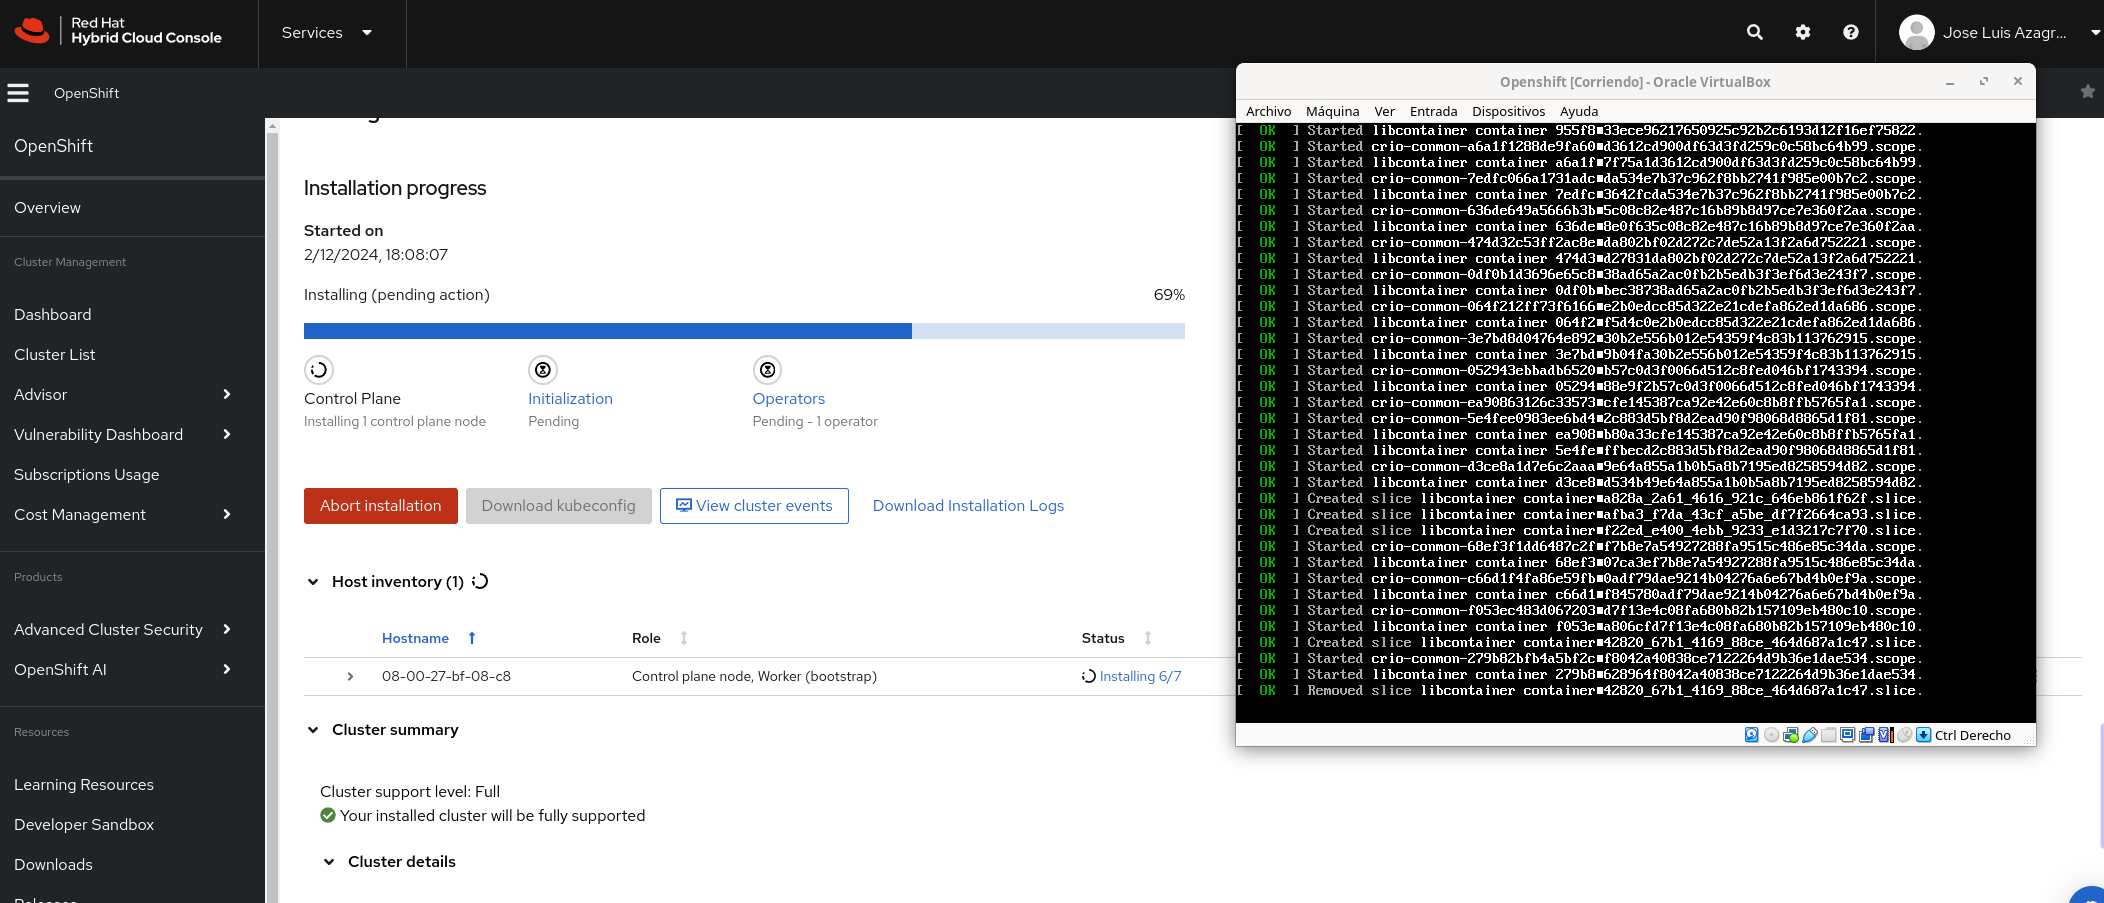 Red Hat
Hybrid Cloud Console
Services
Jose Luis Azagr...
OpenShift
OpenShift
Overview
Cluster Management
Dashboard
Cluster List
Advisor
Vulnerability Dashboard
Subscriptions Usage
Cost Management
Products
Advanced Cluster Security
OpenShift AI
Resources
Learning Resources
Developer Sandbox
Downloads
Releases
Installation progress
Started on
2/12/2024, 18:08:07
Installing (pending action)
69%
Control Plane
Installing 1 control plane node
Initialization
Pending
Operators
Pending - 1 operator
Abort installation
Download kubeconfig
View cluster events
Download Installation Logs
Host inventory (1)
Hostname Role Status
08-00-27-bf-08-c8 Control plane node, Worker (bootstrap) Installing 6/7
Cluster summary
Cluster support level: Full
Your installed cluster will be fully supported
Cluster details
Openshift [Corriendo] - Oracle VirtualBox
Archivo Máquina Ver Entrada Dispositivos Ayuda
[ OK ] Started libcontainer container 955f8■33ece96217650925c92b2c6193d12f16ef75822.
[ OK ] Started crio-conmon-a6a1f1288de9fa60■d3612cd900df63d3fd259c0c58bc64b99.scope.
[ OK ] Started libcontainer container a6a1f■7f75a1d3612cd900df63d3fd259c0c58bc64b99.
[ OK ] Started crio-conmon-7edfc066a1731adc■da534e7b37c962f8bb2741f985e00b7c2.scope.
[ OK ] Started libcontainer container 7edfc■3642fcda534e7b37c962f8bb2741f985e00b7c2.
[ OK ] Started crio-conmon-636de649a5666b3b■5c08c82e487c16b89b8d97ce7e360f2aa.scope.
[ OK ] Started libcontainer container 636de■8e0f635c08c82e487c16b89b8d97ce7e360f2aa.
[ OK ] Started crio-conmon-474d32c53ff2ac8e■da802bf02d272c7de52a13f2a6d752221.scope.
[ OK ] Started libcontainer container 474d3■d27831da802bf02d272c7de52a13f2a6d752221.
[ OK ] Started crio-conmon-0df0b1d3696e65c8■38ad65a2ac0fb2b5edb3f3ef6d3e243f7.scope.
[ OK ] Started libcontainer container 0df0b■bec38738ad65a2ac0fb2b5edb3f3ef6d3e243f7.
[ OK ] Started crio-conmon-064f212ff73f6166■e2b0edcc85d322e21cdefa862ed1da686.scope.
[ OK ] Started libcontainer container 064f2■f5d4c0e2b0edcc85d322e21cdefa862ed1da686.
[ OK ] Started crio-conmon-3e7bd8d04764e892■30b2e556b012e54359f4c83b113762915.scope.
[ OK ] Started libcontainer container 3e7bd■9b04fa30b2e556b012e54359f4c83b113762915.
[ OK ] Started crio-conmon-052943ebbadb6520■b57c0d3f0066d512c8fed046bf1743394.scope.
[ OK ] Started libcontainer container 05294■88e9f2b57c0d3f0066d512c8fed046bf1743394.
[ OK ] Started crio-conmon-ea90863126c33573■cfe145387ca92e42e60c8b8ffb5765fa1.scope.
[ OK ] Started crio-conmon-5e4fee0983ee6bd4■2c883d5bf8d2ead90f98068d8865d1f81.scope.
[ OK ] Started libcontainer container ea908■b80a33cfe145387ca92e42e60c8b8ffb5765fa1.
[ OK ] Started libcontainer container 5e4fe■ffbecd2c883d5bf8d2ead90f98068d8865d1f81.
[ OK ] Started crio-conmon-d3ce8a1d7e6c2aaa■9e64a855a1b0b5a8b7195ed8258594d82.scope.
[ OK ] Started libcontainer container d3ce8■d534b49e64a855a1b0b5a8b7195ed8258594d82.
[ OK ] Created slice libcontainer container■a828a_2a61_4616_921c_646eb861f62f.slice.
[ OK ] Created slice libcontainer container■afba3_f7da_43cf_a5be_df7f2664ca93.slice.
[ OK ] Created slice libcontainer container■f22ed_e400_4ebb_9233_e1d3217c7f70.slice.
[ OK ] Started crio-conmon-68ef3f1dd6487c2f■f7b8e7a54927288fa9515c486e85c34da.scope.
[ OK ] Started libcontainer container 68ef3■07ca3ef7b8e7a54927288fa9515c486e85c34da.
[ OK ] Started crio-conmon-c66d1f4fa86e59fb■0adf79dae9214b04276a6e67bd4b0ef9a.scope.
[ OK ] Started libcontainer container c66d1■f845780adf79dae9214b04276a6e67bd4b0ef9a.
[ OK ] Started crio-conmon-f053ec483d067203■d7f13e4c08fa680b82b157109eb480c10.scope.
[ OK ] Started libcontainer container f053e■a806cfd7f13e4c08fa680b82b157109eb480c10.
[ OK ] Created slice libcontainer container■42820_67b1_4169_88ce_464d687a1c47.slice.
[ OK ] Started crio-conmon-279b82bfb4a5bf2c■f8042a40838ce7122264d9b36e1dae534.scope.
[ OK ] Started libcontainer container 279b8■628964f8042a40838ce7122264d9b36e1dae534.
[ OK ] Removed slice libcontainer container■42820_67b1_4169_88ce_464d687a1c47.slice.
Ctrl Derecho